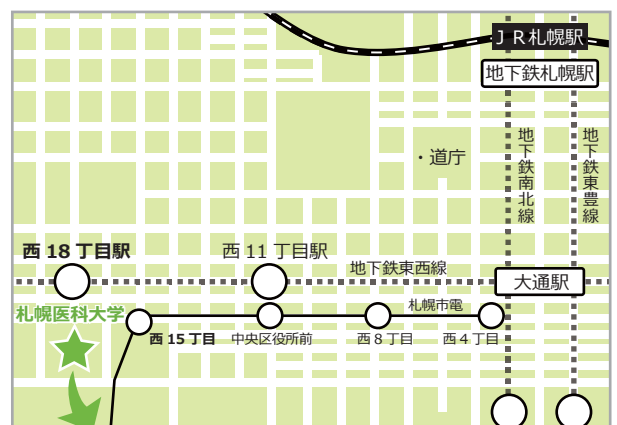 ＪＲ札幌駅
地下鉄札幌駅
・道庁
地下鉄南北線
地下鉄東豊線
西 18 丁目駅
西 11 丁目駅
地下鉄東西線
大通駅
札幌医科大学
札幌市電
西 15 丁目
中央区役所前
西８丁目
西４丁目